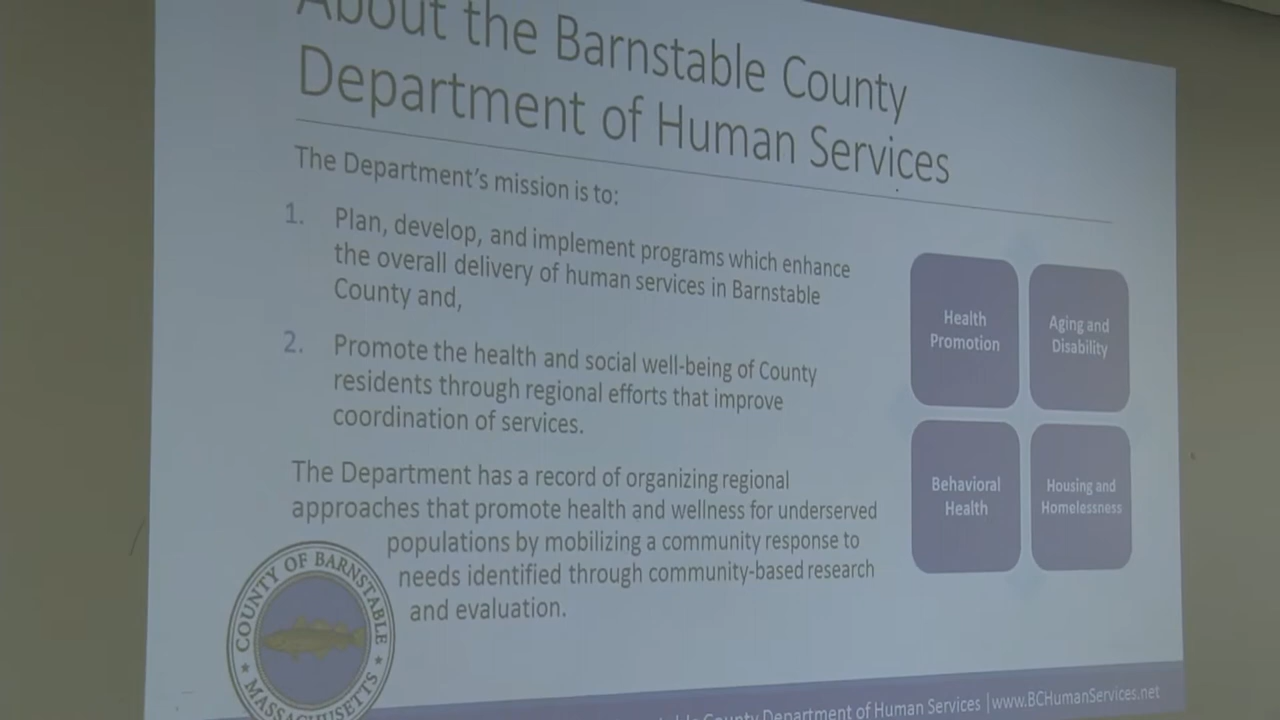 About the Barnstable County
Department of Human Services
The Department's mission is to:
1. Plan, develop, and implement programs which enhance
the overall delivery of human services in Barnstable
County and,
2. Promote the health and social well-being of County
residents through regional efforts that improve
coordination of services.
The Department has a record of organizing regional
approaches that promote health and wellness for underserved
populations by mobilizing a community response to
needs identified through community-based research
and evaluation.
Health
Promotion
Aging and
Disability
Behavioral
Health
Housing and
Homelessness
COUNTY OF BARNSTABLE
MASSACHUSETTS
County Department of Human Services |www.BCHumanServices.net